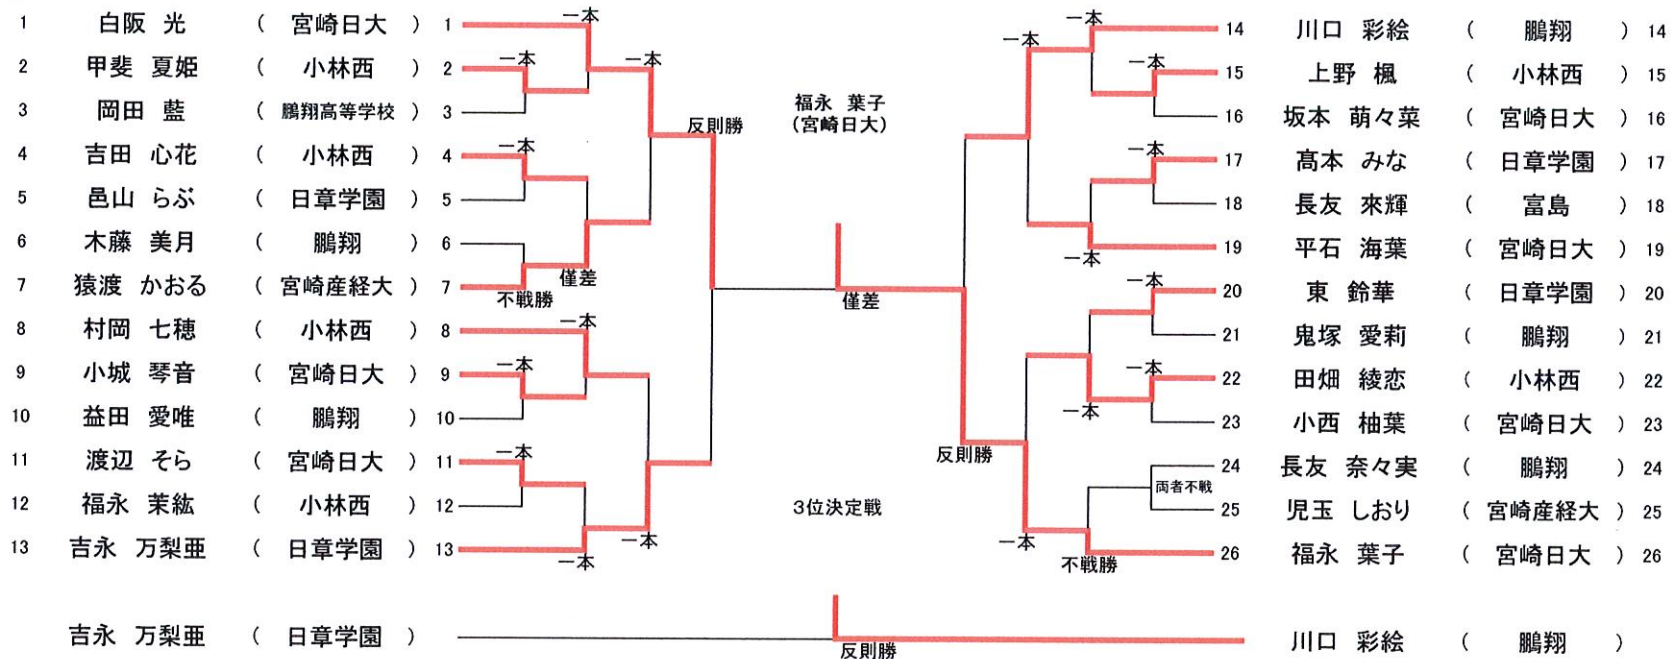 1 白阪 光 ( 宮崎日大 ) 1
2 甲斐 夏姫 ( 小林西 ) 2
3 岡田 藍 ( 鵬翔高等学校 ) 3
4 吉田 心花 ( 小林西 ) 4
5 邑山 らぶ ( 日章学園 ) 5
6 木藤 美月 ( 鵬翔 ) 6
7 猿渡 かおる ( 宮崎産経大 ) 7
8 村岡 七穂 ( 小林西 ) 8
9 小城 琴音 ( 宮崎日大 ) 9
10 益田 愛唯 ( 鵬翔 ) 10
11 渡辺 そら ( 宮崎日大 ) 11
12 福永 茉紘 ( 小林西 ) 12
13 吉永 万梨亜 ( 日章学園 ) 13
一本
一本
一本
一本
不戦勝
僅差
一本
一本
一本
一本
一本
反則勝
福永 葉子
(宮崎日大)
僅差
3位決定戦
一本
一本
一本
一本
一本
一本
一本
一本
反則勝
一本
両者不戦
不戦勝
14 川口 彩絵 ( 鵬翔 ) 14
15 上野 楓 ( 小林西 ) 15
16 坂本 萌々菜 ( 宮崎日大 ) 16
17 髙本 みな ( 日章学園 ) 17
18 長友 來輝 ( 富島 ) 18
19 平石 海葉 ( 宮崎日大 ) 19
20 東 鈴華 ( 日章学園 ) 20
21 鬼塚 愛莉 ( 鵬翔 ) 21
22 田畑 綾恋 ( 小林西 ) 22
23 小西 柚葉 ( 宮崎日大 ) 23
24 長友 奈々実 ( 鵬翔 ) 24
25 児玉 しおり ( 宮崎産経大 ) 25
26 福永 葉子 ( 宮崎日大 ) 26
吉永 万梨亜 ( 日章学園 )
反則勝
川口 彩絵 ( 鵬翔 )